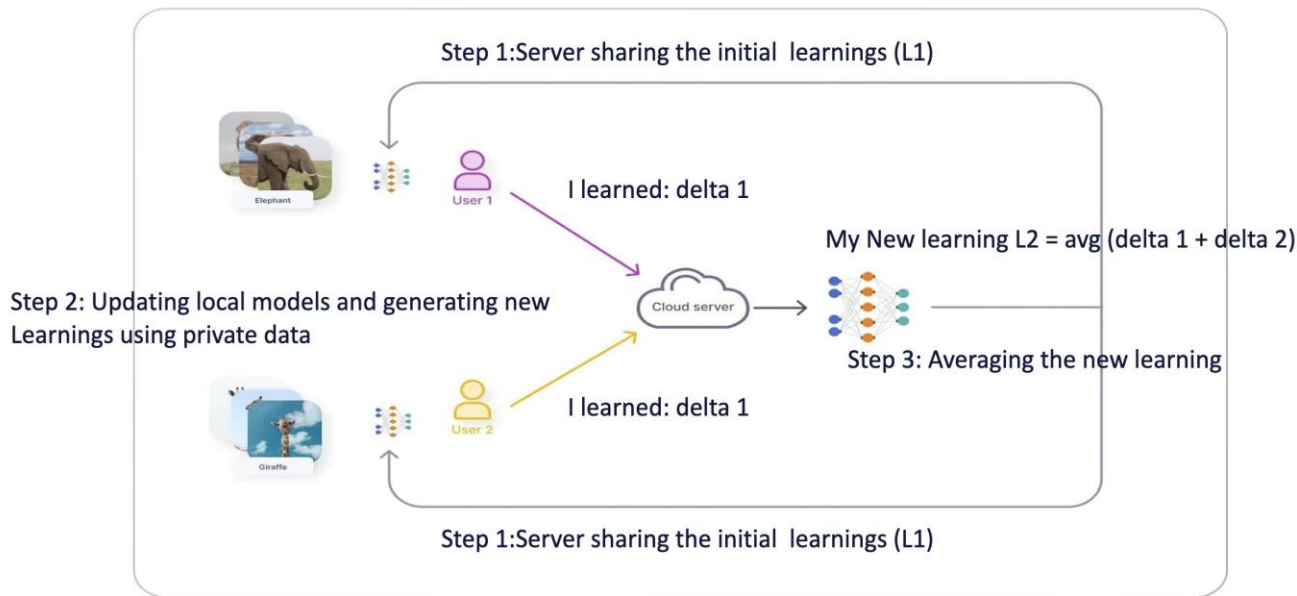 Step 1:Server sharing the initial learnings (L1)
Elephant
User 1
I learned: delta 1
My New learning L2 = avg (delta 1 + delta 2)
Step 2: Updating local models and generating new
Learnings using private data
Cloud server
Step 3: Averaging the new learning
I learned: delta 1
User 2
Giraffe
Step 1:Server sharing the initial learnings (L1)